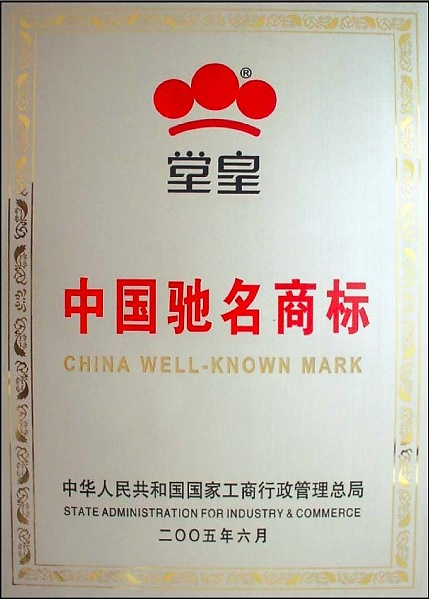 ®
堂皇
中国驰名商标
CHINA WELL-KNOWN MARK
中华人民共和国国家工商行政管理总局
STATE ADMINISTRATION FOR INDUSTRY & COMMERCE
二〇〇五年六月